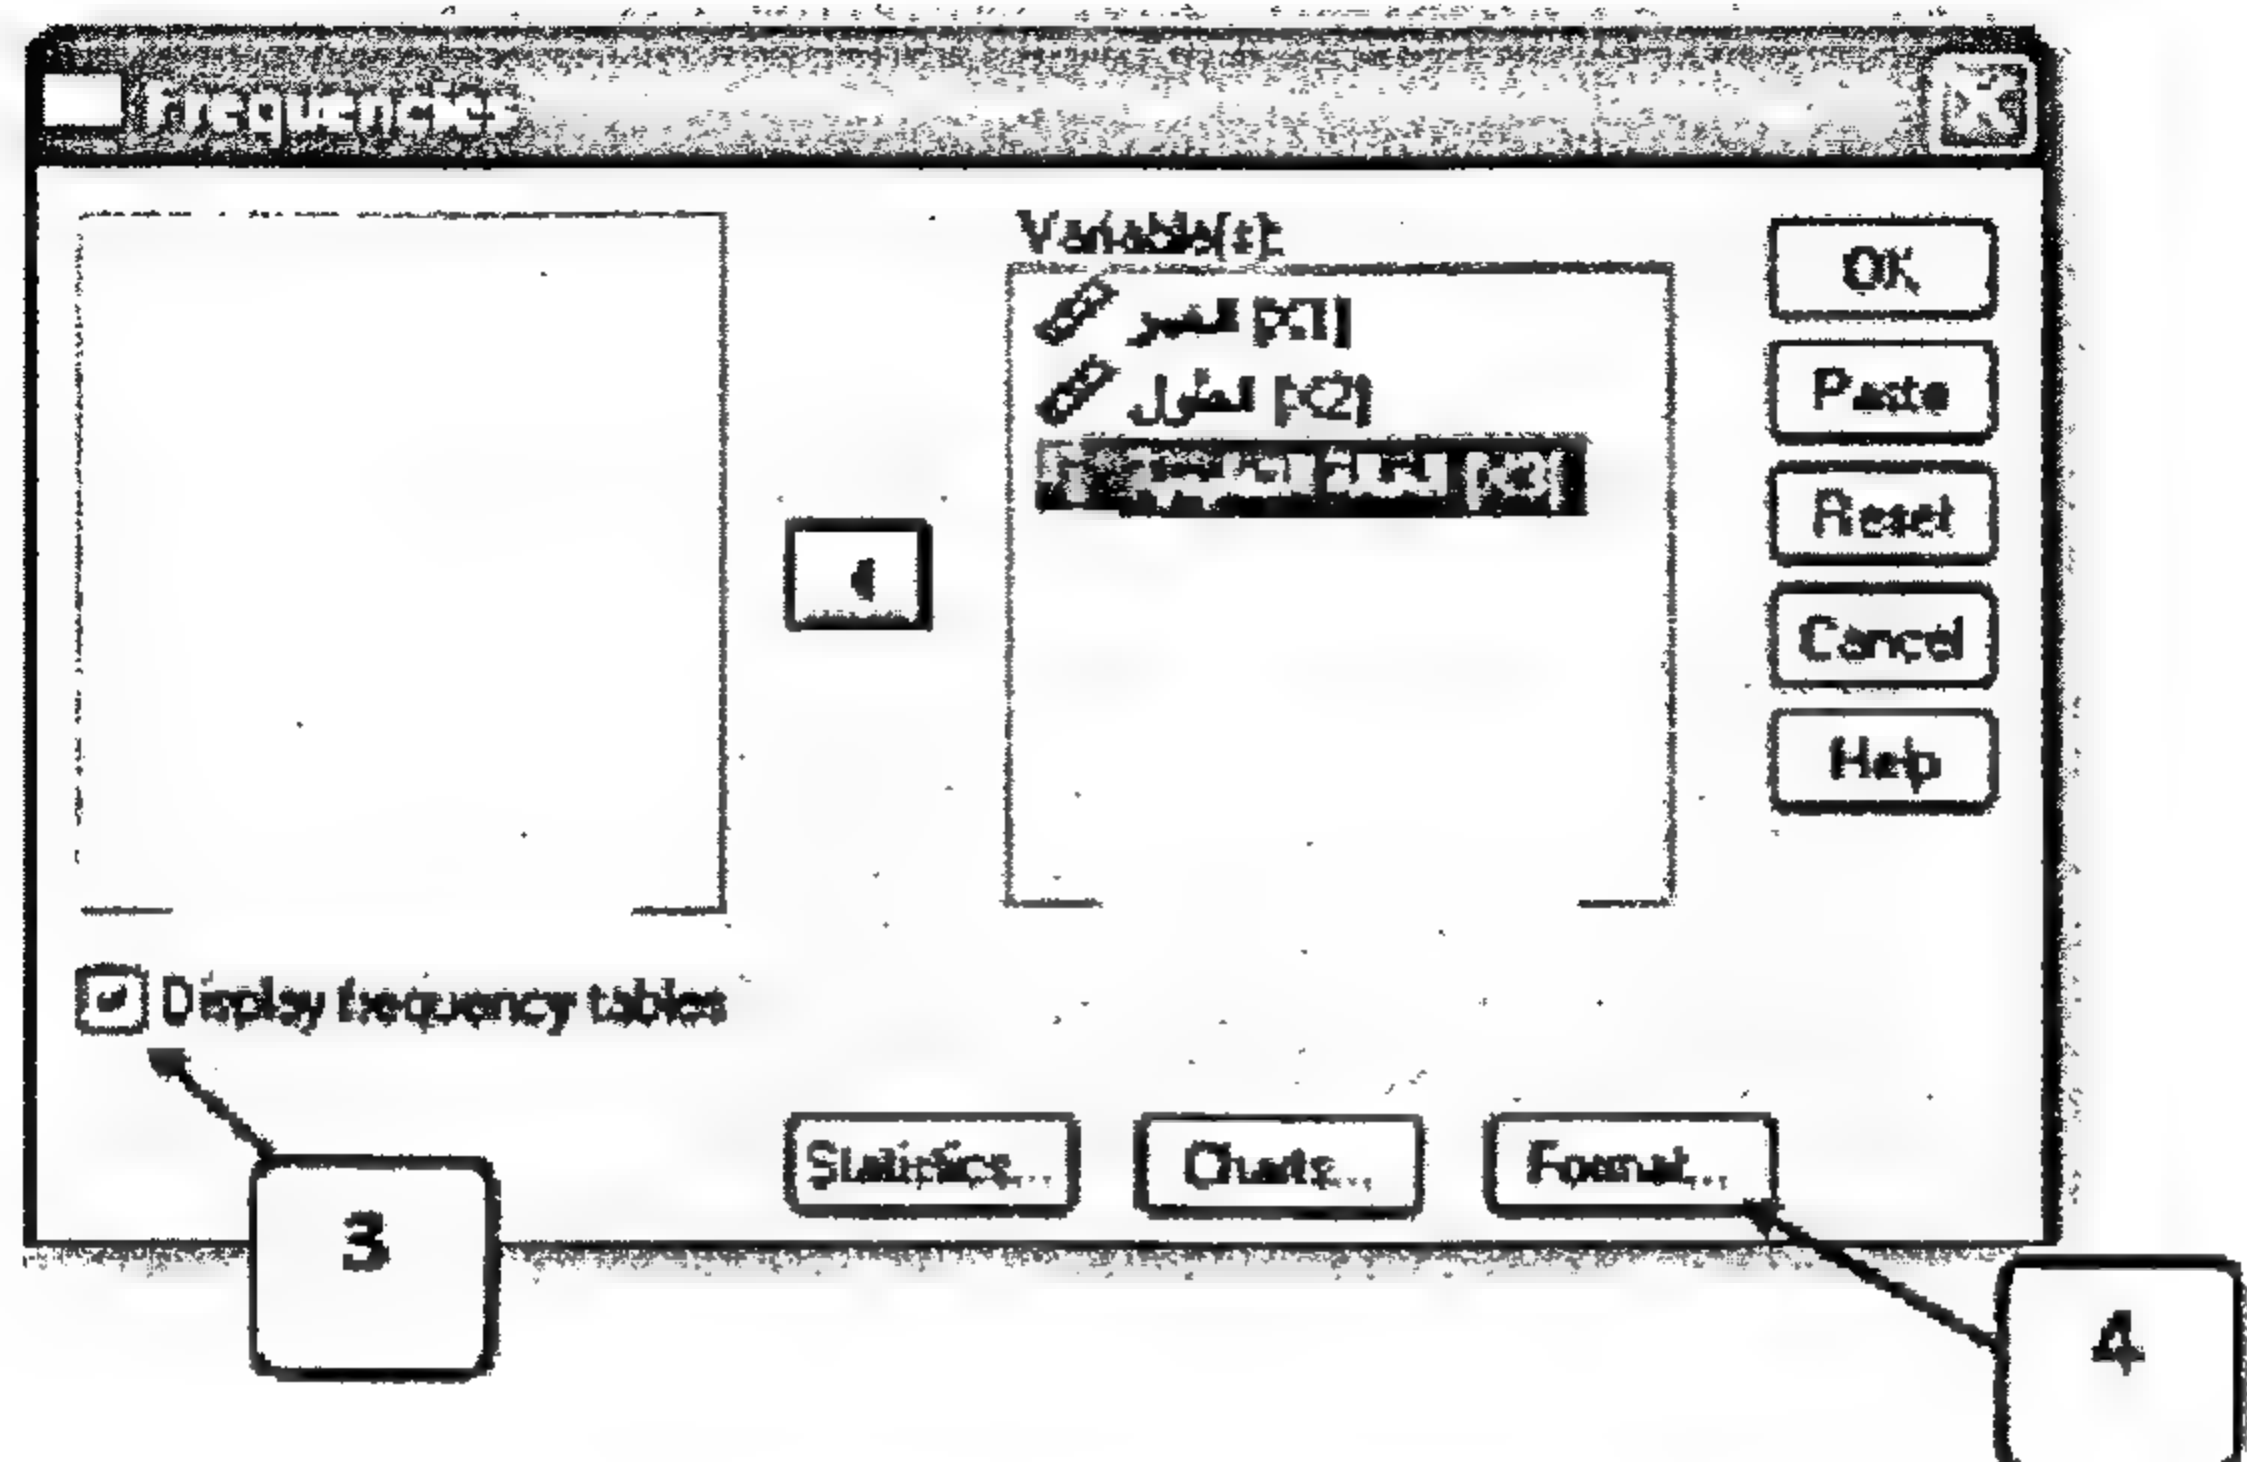 Frequencies
Variable(s):
العمر [x1]
الطول [x2]
[x3]
OK
Paste
Reset
Cancel
Help
Display frequency tables
Statistics...
Charts...
Format...
3
4